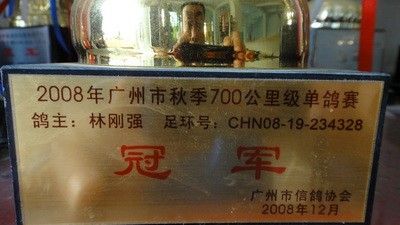 2008年广州市秋季700公里级单鸽赛
鸽主：林刚强 足环号：CHN08-19-234328
冠军
广州市信鸽协会
2008年12月